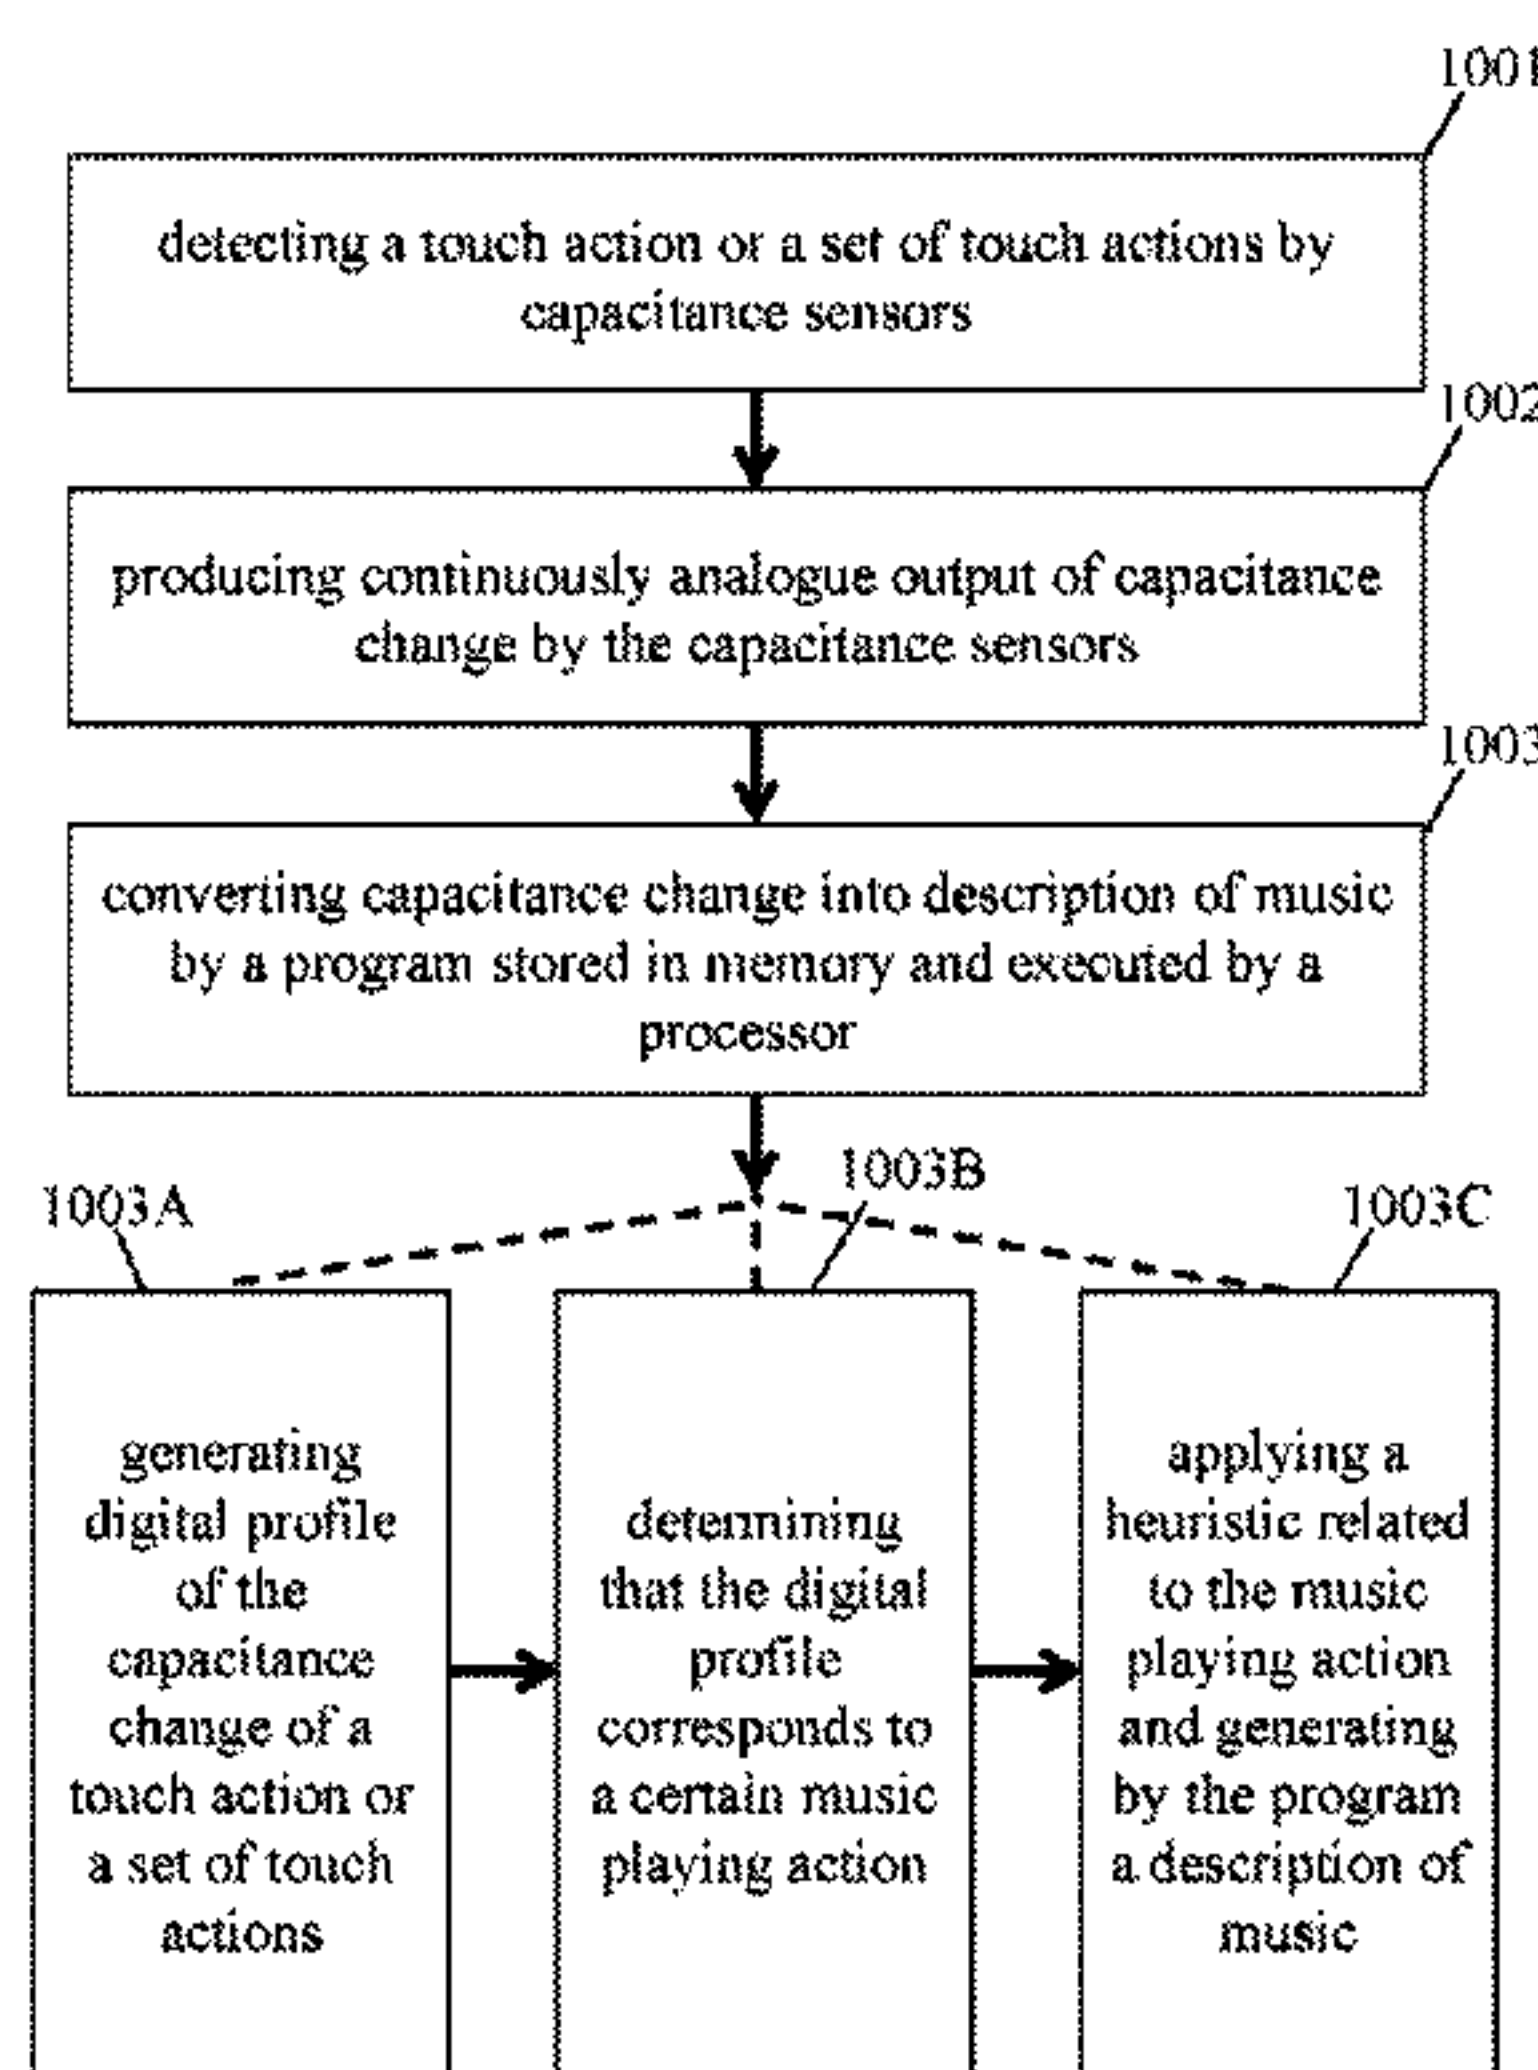 1001
detecting a touch action or a set of touch actions by
capacitance sensors
1002
producing continuously analogue output of capacitance
change by the capacitance sensors
1003
converting capacitance change into description of music
by a program stored in memory and executed by a
processor
1003A
1003B
1003C
generating
digital profile
of the
capacitance
change of a
touch action or
a set of touch
actions
determining
that the digital
profile
corresponds to
a certain music
playing action
applying a
heuristic related
to the music
playing action
and generating
by the program
a description of
music